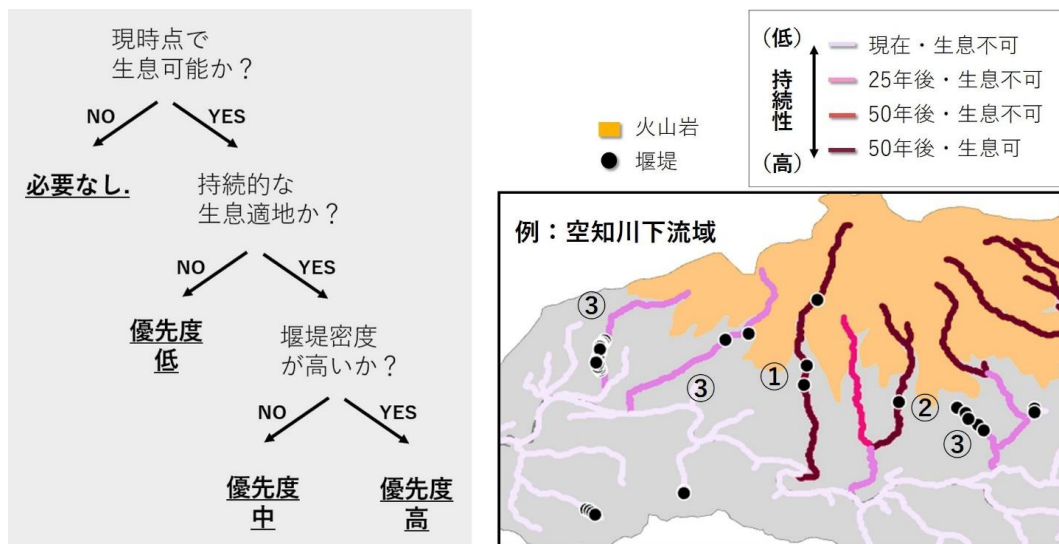 現時点で
生息可能か？
NO
YES
必要なし.
持続的な
生息適地か？
NO
YES
優先度
低
堰堤密度
が高いか？
NO
YES
優先度
中
優先度
高
火山岩
堰堤
（低）
持続性
（高）
現在・生息不可
25年後・生息不可
50年後・生息不可
50年後・生息可
例：空知川下流域
③
③
①
②
③